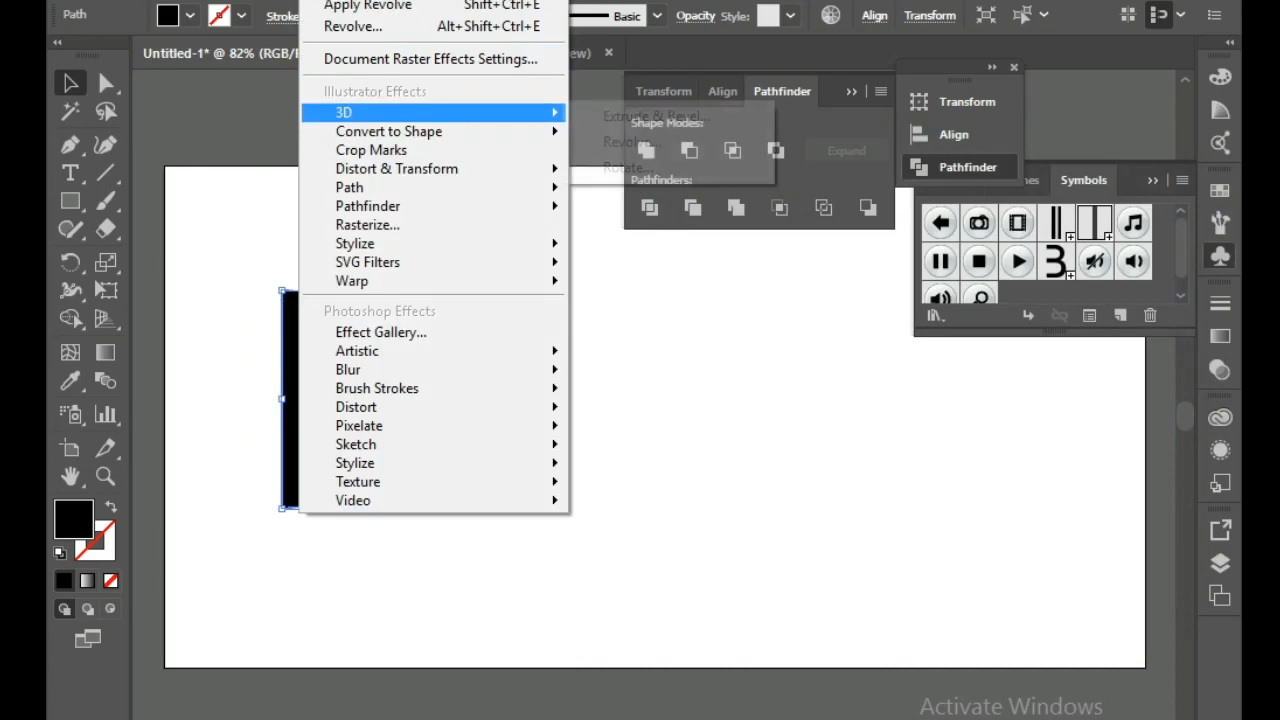 Path
Stroke
Basic
Opacity
Style:
Align
Transform
Untitled-1* @ 82% (RGB/
Apply Revolve Shift+Ctrl+E
Revolve... Alt+Shift+Ctrl+E
Document Raster Effects Settings...
Illustrator Effects
3D
Convert to Shape
Crop Marks
Distort & Transform
Path
Pathfinder
Rasterize...
Stylize
SVG Filters
Warp
Photoshop Effects
Effect Gallery...
Artistic
Blur
Brush Strokes
Distort
Pixelate
Sketch
Stylize
Texture
Video
Extrude & Bevel...
Revolve...
Rotate...
Transform
Align
Pathfinder
Shape Modes:
Expand
Pathfinders:
Transform
Align
Pathfinder
Symbols
3
Activate Windows